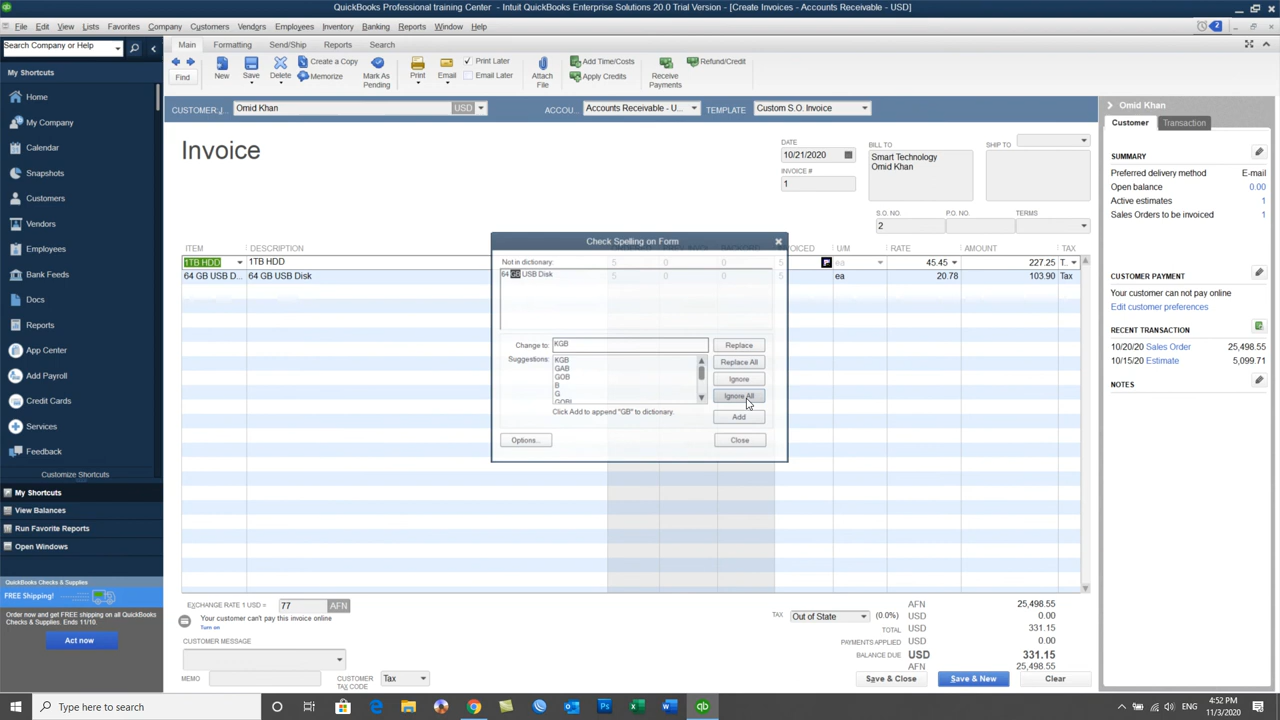 QuickBooks Professional training Center - Intuit QuickBooks Enterprise Solutions 20.0 Trial Version - [Create Invoices - Accounts Receivable - USD]
File Edit View Lists Favorites Company Customers Vendors Employees Inventory Banking Reports Window Help 2
Search Company or Help
Main Formatting Send/Ship Reports Search
Find New Save Delete Create a Copy Memorize Mark As Pending Print Email Print Later Email Later Attach File Add Time/Costs Apply Credits Receive Payments Refund/Credit
My Shortcuts
Home
My Company
Calendar
Snapshots
Customers
Vendors
Employees
Bank Feeds
Docs
Reports
App Center
Add Payroll
Credit Cards
Services
Feedback
Customize Shortcuts
My Shortcuts
View Balances
Run Favorite Reports
Open Windows
QuickBooks Checks & Supplies
FREE Shipping!
Order now and get FREE shipping on all QuickBooks
Checks & Supplies. Ends 11/10.
Act now
CUSTOMER:J Omid Khan USD ACCOU... Accounts Receivable - U... TEMPLATE Custom S.O. Invoice
Invoice
DATE
10/21/2020
INVOICE #
1
BILL TO
Smart Technology
Omid Khan
SHIP TO
S.O. NO. P.O. NO. TERMS
2
ITEM DESCRIPTION VOICED U/M RATE AMOUNT TAX
1TB HDD 1TB HDD 5 0 0 5 ea 45.45 227.25 T...
64 GB USB D... 64 GB USB Disk 5 0 0 5 ea 20.78 103.90 Tax
Check Spelling on Form
Not in dictionary:
64 GB USB Disk
Change to: KGB Replace
Suggestions: KGB
GAB
GOB
B
G
GOBI
Replace All
Ignore
Ignore All
Click Add to append "GB" to dictionary. Add
Options... Close
EXCHANGE RATE 1 USD = 77 AFN
Your customer can't pay this invoice online
Turn on
CUSTOMER MESSAGE
MEMO
CUSTOMER TAX CODE Tax
TAX Out of State (0.0%)
AFN 25,498.55
USD 0.00
TOTAL USD 331.15
PAYMENTS APPLIED USD 0.00
BALANCE DUE USD 331.15
AFN 25,498.55
Save & Close Save & New Clear
Omid Khan
Customer Transaction
SUMMARY
Preferred delivery method E-mail
Open balance 0.00
Active estimates 1
Sales Orders to be invoiced 1
CUSTOMER PAYMENT
Your customer can not pay online
Edit customer preferences
RECENT TRANSACTION
10/20/20 Sales Order 25,498.55
10/15/20 Estimate 5,099.71
NOTES
Type here to search
ENG
4:52 PM
11/3/2020